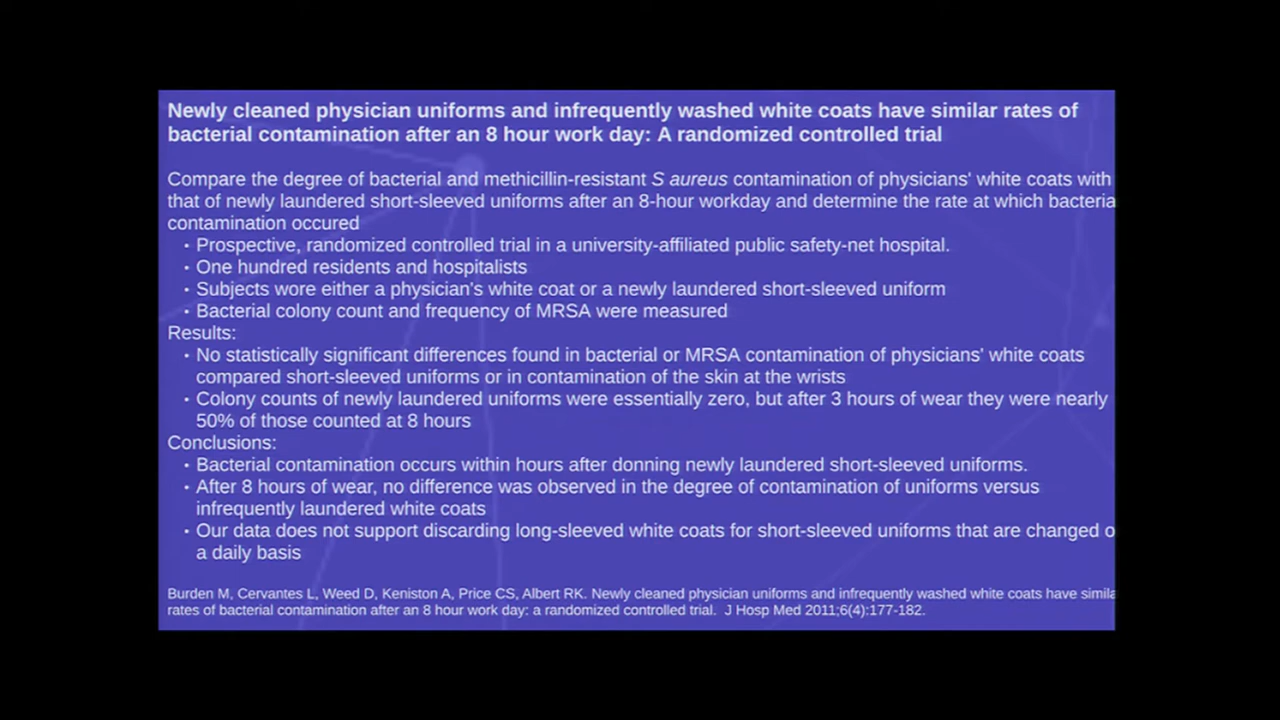 Newly cleaned physician uniforms and infrequently washed white coats have similar rates of
bacterial contamination after an 8 hour work day: A randomized controlled trial
Compare the degree of bacterial and methicillin-resistant S aureus contamination of physicians' white coats with
that of newly laundered short-sleeved uniforms after an 8-hour workday and determine the rate at which bacteria
contamination occured
• Prospective, randomized controlled trial in a university-affiliated public safety-net hospital.
• One hundred residents and hospitalists
• Subjects wore either a physician's white coat or a newly laundered short-sleeved uniform
• Bacterial colony count and frequency of MRSA were measured
Results:
• No statistically significant differences found in bacterial or MRSA contamination of physicians' white coats
compared short-sleeved uniforms or in contamination of the skin at the wrists
• Colony counts of newly laundered uniforms were essentially zero, but after 3 hours of wear they were nearly
50% of those counted at 8 hours
Conclusions:
• Bacterial contamination occurs within hours after donning newly laundered short-sleeved uniforms.
• After 8 hours of wear, no difference was observed in the degree of contamination of uniforms versus
infrequently laundered white coats
• Our data does not support discarding long-sleeved white coats for short-sleeved uniforms that are changed o
a daily basis
Burden M, Cervantes L, Weed D, Keniston A, Price CS, Albert RK. Newly cleaned physician uniforms and infrequently washed white coats have simila
rates of bacterial contamination after an 8 hour work day: a randomized controlled trial. J Hosp Med 2011;6(4):177-182.